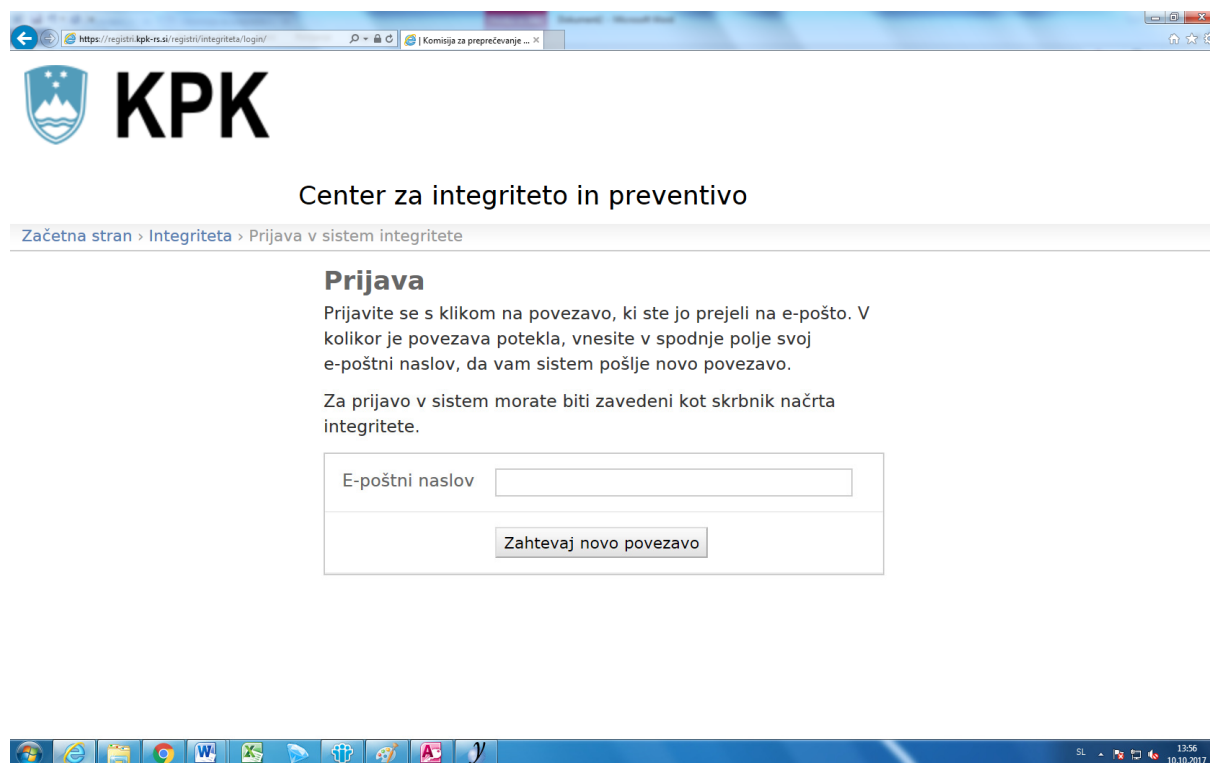 Dokument2 - Microsoft Word
https://registri.kpk-rs.si/registri/integriteta/login/
| Komisija za preprečevanje ...
KPK
Center za integriteto in preventivo
Začetna stran › Integriteta › Prijava v sistem integritete
Prijava
Prijavite se s klikom na povezavo, ki ste jo prejeli na e-pošto. V
kolikor je povezava potekla, vnesite v spodnje polje svoj
e-poštni naslov, da vam sistem pošlje novo povezavo.
Za prijavo v sistem morate biti zavedeni kot skrbnik načrta
integritete.
E-poštni naslov
Zahtevaj novo povezavo
SL
13:56
10.10.2017